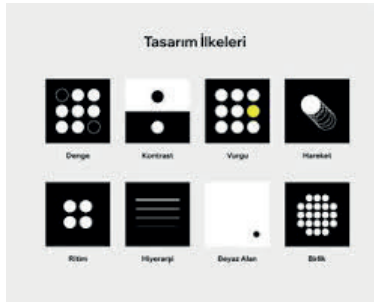 Tasarım İlkeleri
Denge Kontrast Vurgu Hareket
Ritim Hiyerarşi Beyaz Alan Birlik